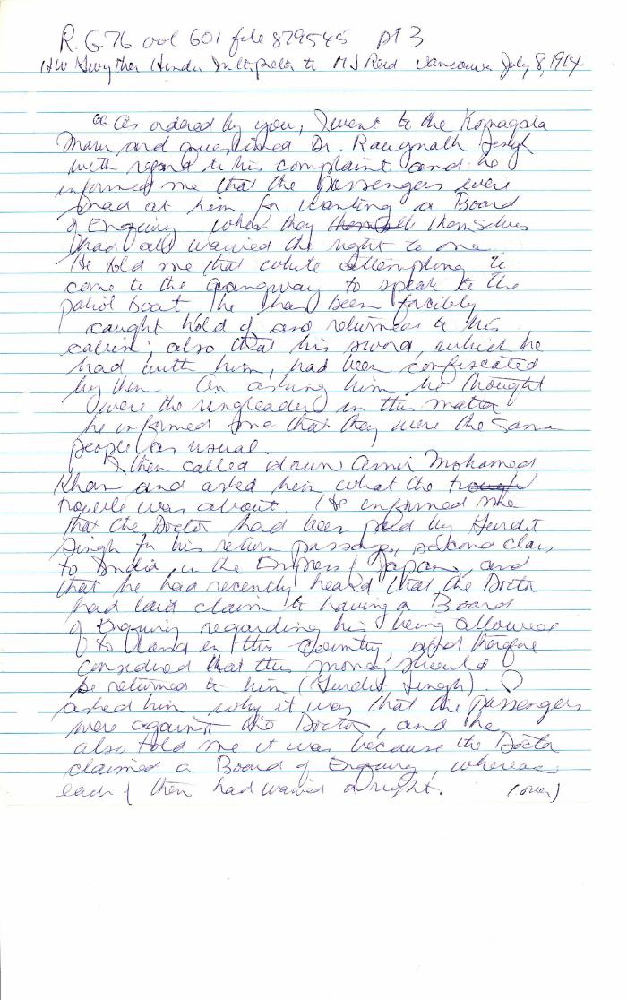 R.G 76 vol 601 file 879545 pt 3
HW Gwyther Hindu Interpreter to MJ Reid Vancouver July 8, 1914
"As ordered by you, I went to the Komagata
Maru and questioned Dr. Raugnath Singh
with regard to his complaint and he
informed me that the passengers were
mad at him for wanting a Board
of Enquiry when they themselves
had all waived the right to one.
He told me that while attempting to
come to the gangway to speak to the
patrol boat, he had been forcibly
caught hold of and returned to his
cabin; also that his sword, which he
had with him, had been confiscated
by them On asking him he thought
were the ringleaders in this matter
he informed me that they were the same
people as usual.
I then called down Amir Mohamed
Khan and asked him what the
trouble was about. He informed me
that the Doctor had been paid by Gurdit
Singh for his return passage, second class
to India, in the Empress of Japan, and
that he had recently heard that the Doctor
had laid claim to having a Board
of Enquiry regarding his being allowed
to land in this Country, and therefore
considered that this money should
be returned to him (Gurdit Singh). I
asked him why it was that the passengers
were against the Doctor, and he
also told me it was because the Doctor
claimed a Board of Enquiry, whereas
each of them had waived a right. (over)